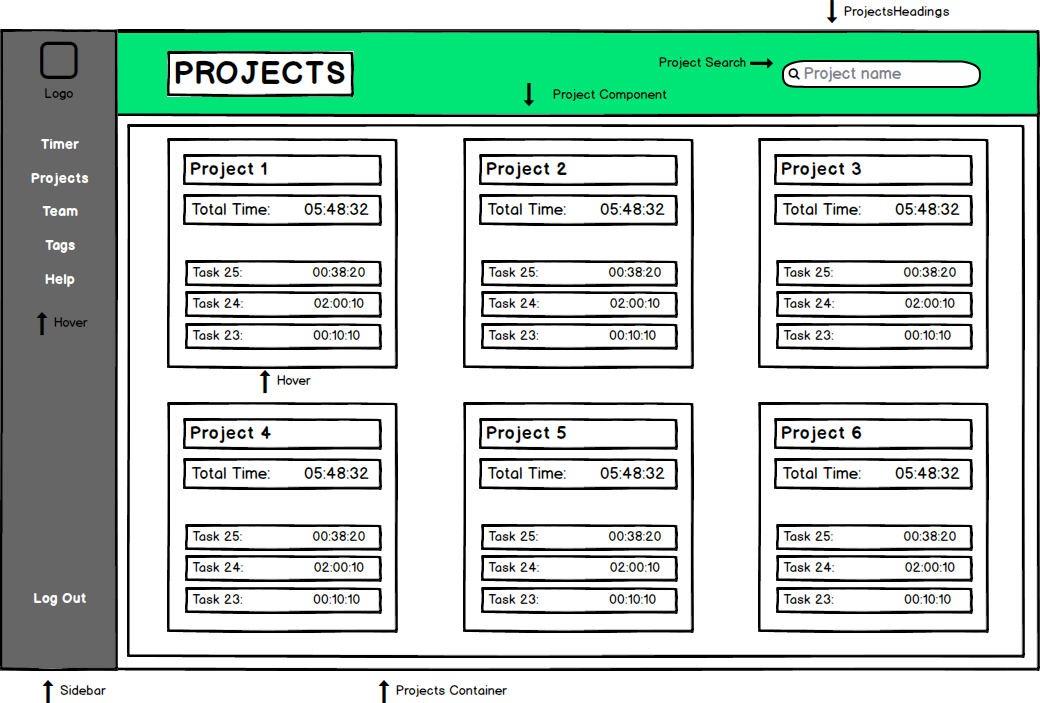 ProjectsHeadings
Logo
PROJECTS
Project Search
Project name
Project Component
Timer
Projects
Team
Tags
Help
Hover
Log Out
Project 1
Total Time: 05:48:32
Task 25: 00:38:20
Task 24: 02:00:10
Task 23: 00:10:10
Project 2
Total Time: 05:48:32
Task 25: 00:38:20
Task 24: 02:00:10
Task 23: 00:10:10
Project 3
Total Time: 05:48:32
Task 25: 00:38:20
Task 24: 02:00:10
Task 23: 00:10:10
Hover
Project 4
Total Time: 05:48:32
Task 25: 00:38:20
Task 24: 02:00:10
Task 23: 00:10:10
Project 5
Total Time: 05:48:32
Task 25: 00:38:20
Task 24: 02:00:10
Task 23: 00:10:10
Project 6
Total Time: 05:48:32
Task 25: 00:38:20
Task 24: 02:00:10
Task 23: 00:10:10
Sidebar
Projects Container